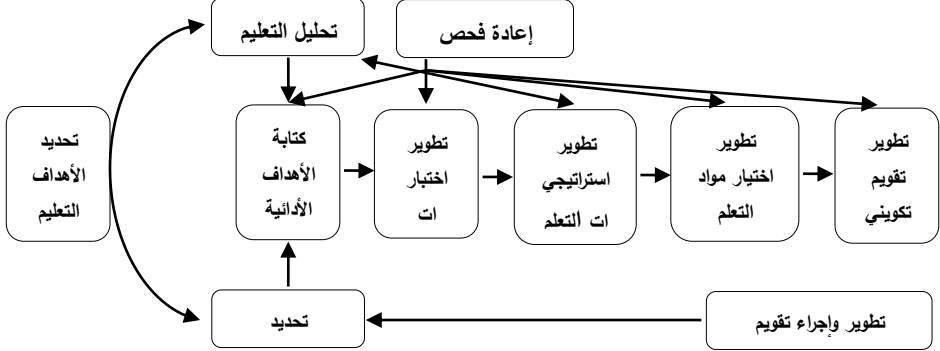 تحليل التعليم
إعادة فحص
تحديد
الأهداف
التعليم
كتابة
الأهداف
الأدائية
تطوير
اختبار
ات
تطوير
استراتيجي
ات التعلم
تطوير
اختيار مواد
التعلم
تطوير
تقويم
تكويني
تحديد
تطوير وإجراء تقويم